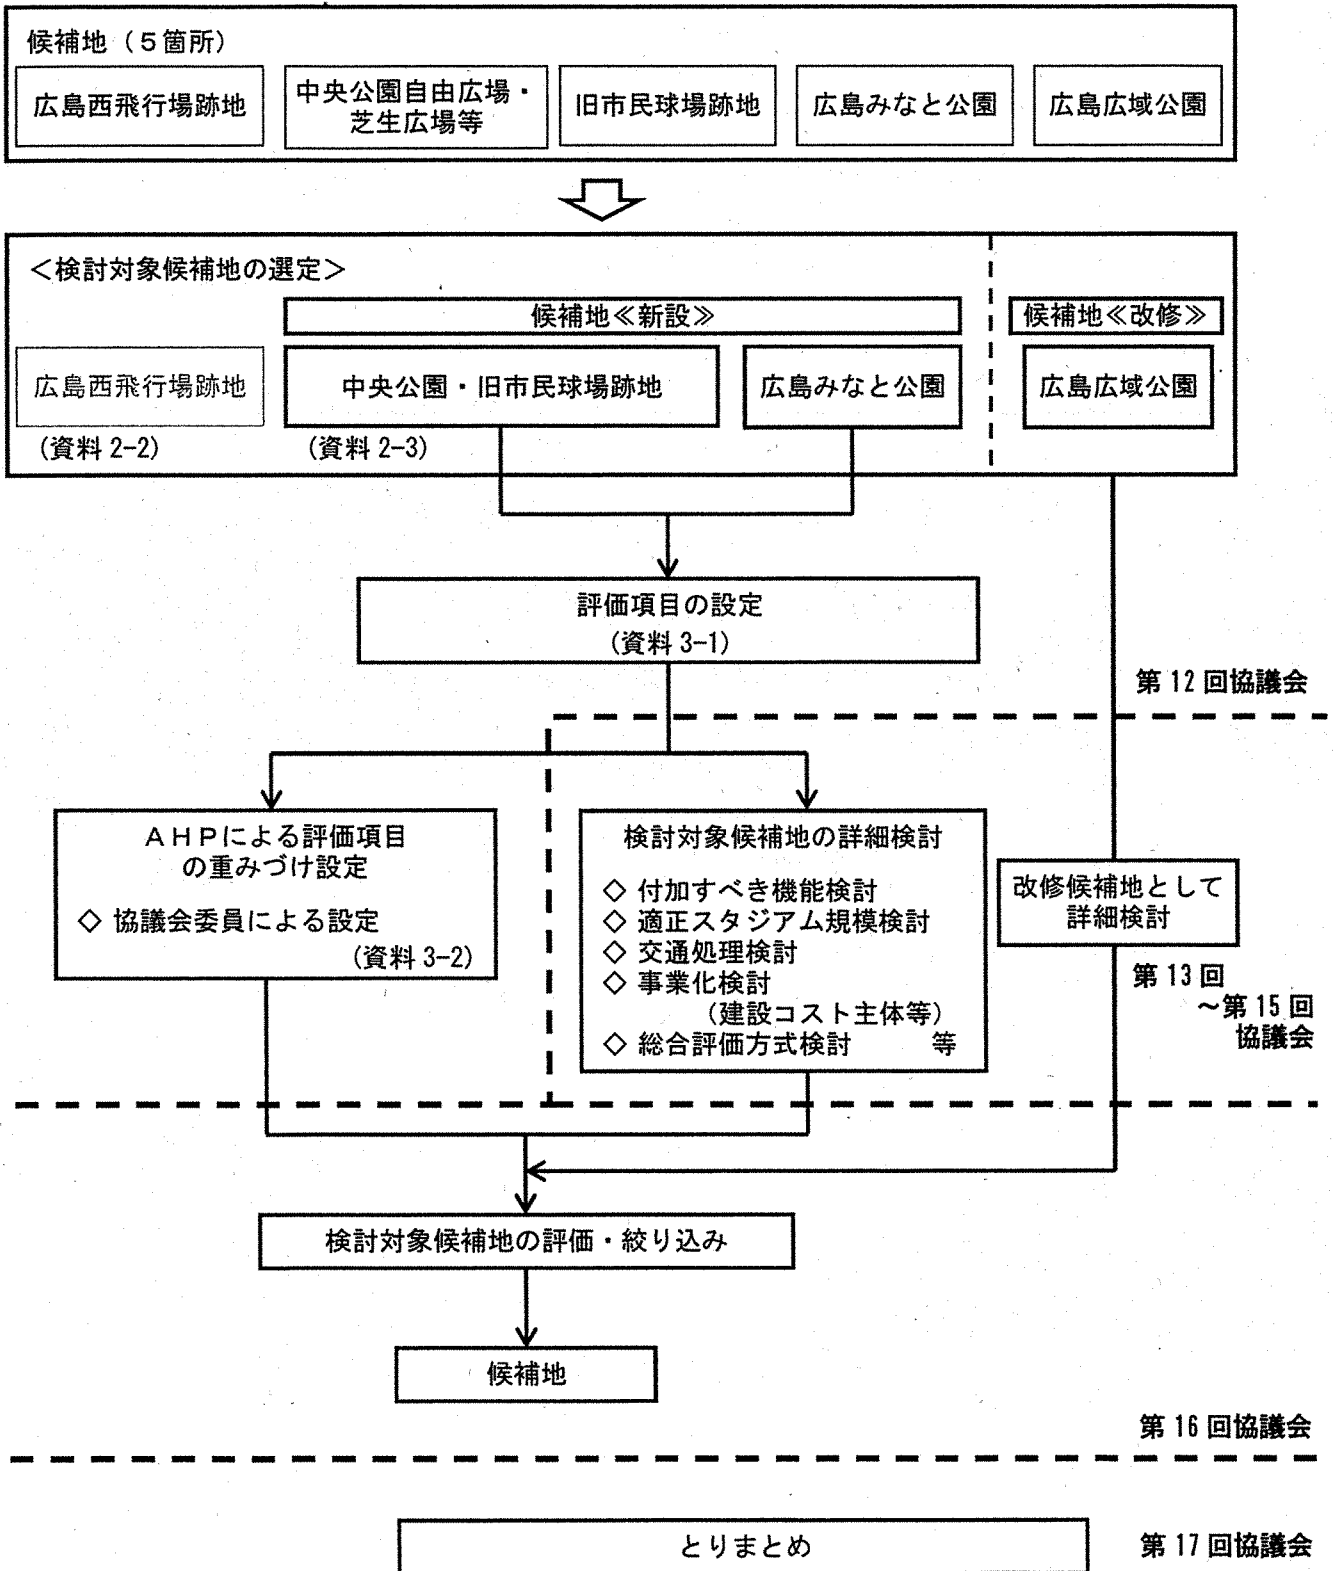 候補地（５箇所）
広島西飛行場跡地
中央公園自由広場・
芝生広場等
旧市民球場跡地
広島みなと公園
広島広域公園
＜検討対象候補地の選定＞
候補地≪新設≫
候補地≪改修≫
広島西飛行場跡地
中央公園・旧市民球場跡地
広島みなと公園
広島広域公園
(資料 2-2)
(資料 2-3)
評価項目の設定
(資料 3-1)
第 12 回協議会
ＡＨＰによる評価項目
の重みづけ設定
◇ 協議会委員による設定
(資料 3-2)
検討対象候補地の詳細検討
◇ 付加すべき機能検討
◇ 適正スタジアム規模検討
◇ 交通処理検討
◇ 事業化検討
（建設コスト主体等）
◇ 総合評価方式検討　　　等
改修候補地として
詳細検討
第 13 回
～第 15 回
協議会
検討対象候補地の評価・絞り込み
候補地
第 16 回協議会
とりまとめ
第 17 回協議会